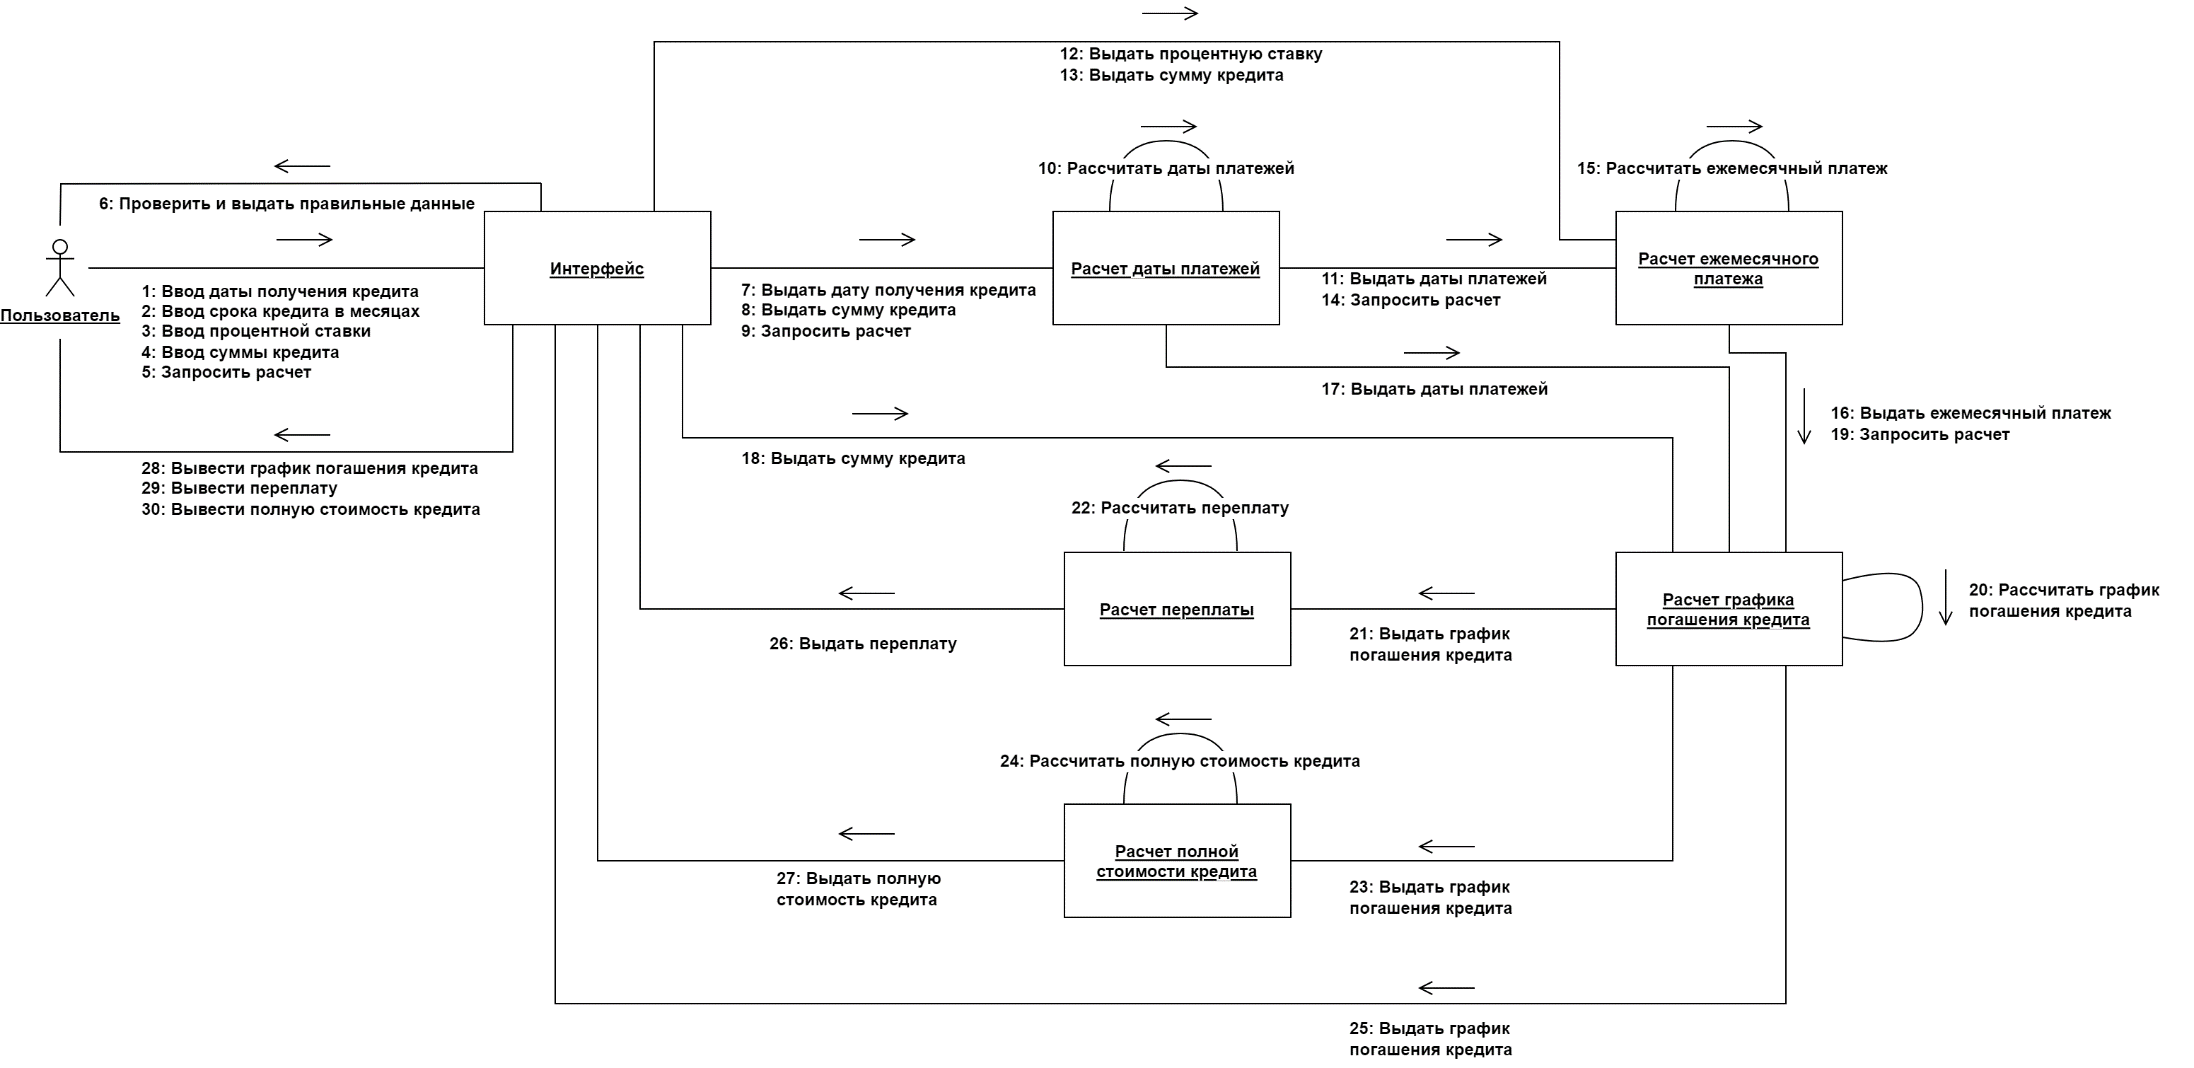 12: Выдать процентную ставку
13: Выдать сумму кредита
10: Рассчитать даты платежей
15: Рассчитать ежемесячный платеж
6: Проверить и выдать правильные данные
Пользователь
1: Ввод даты получения кредита
2: Ввод срока кредита в месяцах
3: Ввод процентной ставки
4: Ввод суммы кредита
5: Запросить расчет
Интерфейс
7: Выдать дату получения кредита
8: Выдать сумму кредита
9: Запросить расчет
Расчет даты платежей
11: Выдать даты платежей
14: Запросить расчет
Расчет ежемесячного
платежа
17: Выдать даты платежей
16: Выдать ежемесячный платеж
19: Запросить расчет
28: Вывести график погашения кредита
29: Вывести переплату
30: Вывести полную стоимость кредита
18: Выдать сумму кредита
22: Рассчитать переплату
Расчет переплаты
26: Выдать переплату
21: Выдать график
погашения кредита
Расчет графика
погашения кредита
20: Рассчитать график
погашения кредита
24: Рассчитать полную стоимость кредита
Расчет полной
стоимости кредита
27: Выдать полную
стоимость кредита
23: Выдать график
погашения кредита
25: Выдать график
погашения кредита